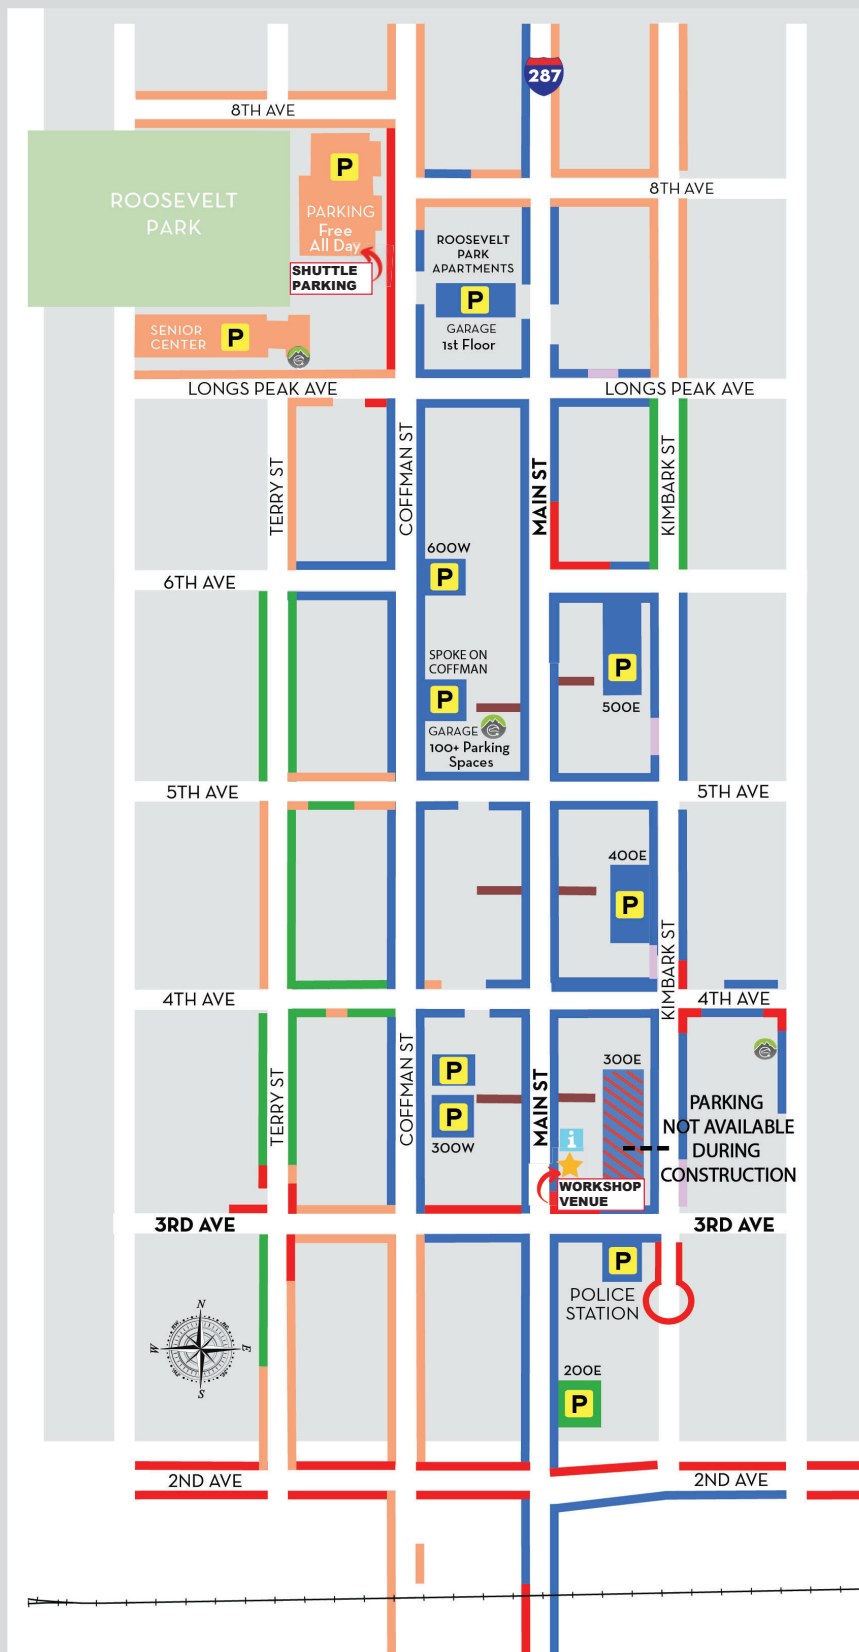 287
8TH AVE
P
8TH AVE
ROOSEVELT
PARK
PARKING
Free
All Day
SHUTTLE
PARKING
ROOSEVELT
PARK
APARTMENTS
P
GARAGE
1st Floor
SENIOR
CENTER
P
LONGS PEAK AVE
LONGS PEAK AVE
TERRY ST
COFFMAN ST
MAIN ST
KIMBARK ST
600W
P
6TH AVE
SPOKE ON
COFFMAN
P
GARAGE
100+ Parking
Spaces
P
500E
5TH AVE
5TH AVE
400E
P
KIMBARK ST
4TH AVE
4TH AVE
TERRY ST
COFFMAN ST
P
P
300W
MAIN ST
300E
i
PARKING
NOT AVAILABLE
DURING
CONSTRUCTION
WORKSHOP
VENUE
3RD AVE
3RD AVE
P
POLICE
STATION
N
W
E
S
200E
P
2ND AVE
2ND AVE